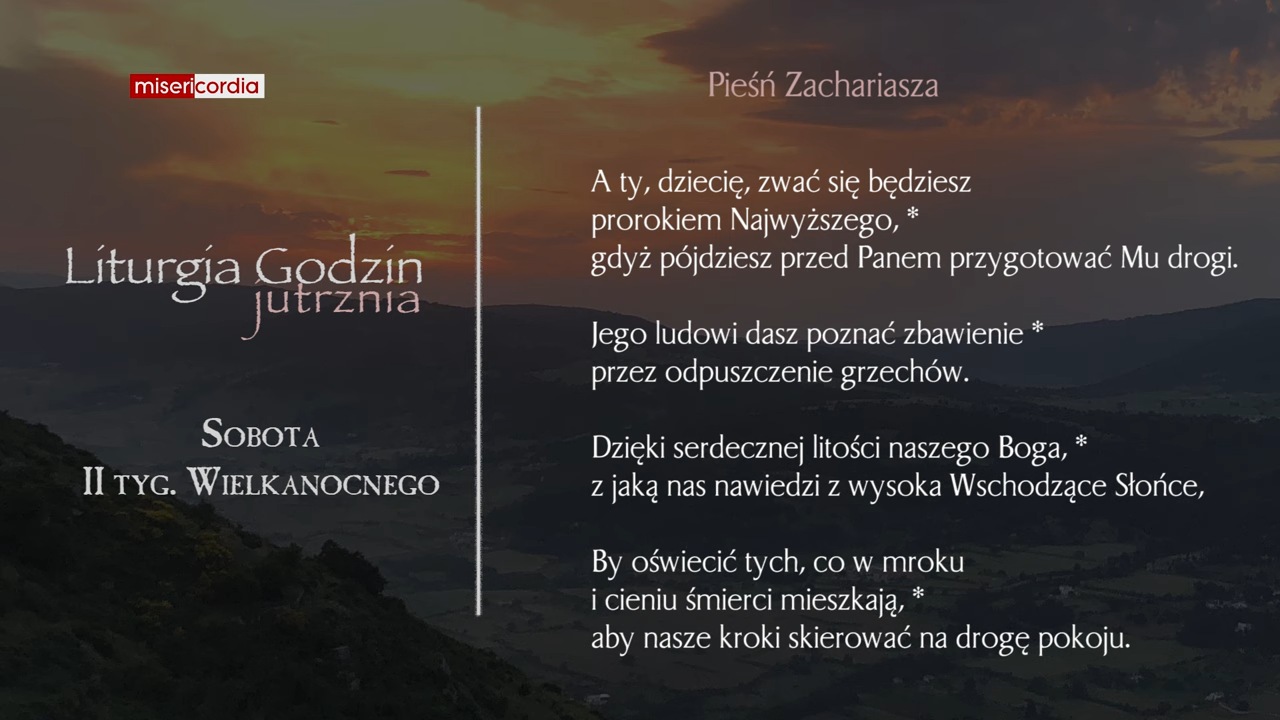 misericordia
Liturgia Godzin
jutrznia
Sobota
II tyg. Wielkanocnego
Pieśń Zachariasza
A ty, dziecię, zwać się będziesz
prorokiem Najwyższego, *
gdyż pójdziesz przed Panem przygotować Mu drogi.
Jego ludowi dasz poznać zbawienie *
przez odpuszczenie grzechów.
Dzięki serdecznej litości naszego Boga, *
z jaką nas nawiedzi z wysoka Wschodzące Słońce,
By oświecić tych, co w mroku
i cieniu śmierci mieszkają, *
aby nasze kroki skierować na drogę pokoju.